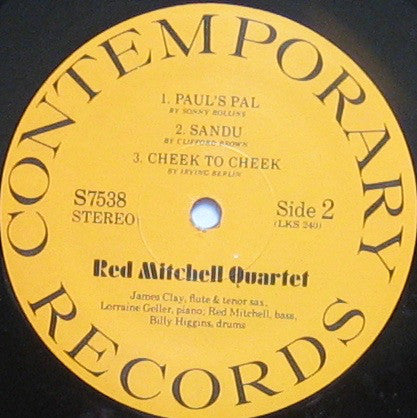 CONTEMPORARY
1. PAUL'S PAL
BY SONNY ROLLINS
2. SANDU
BY CLIFFORD BROWN
3. CHEEK TO CHEEK
BY IRVING BERLIN
S7538
STEREO
Side 2
(LKS 240)
Red Mitchell Quartet
James Clay, flute & tenor sax,
Lorraine Geller, piano; Red Mitchell, bass,
Billy Higgins, drums
RECORDS